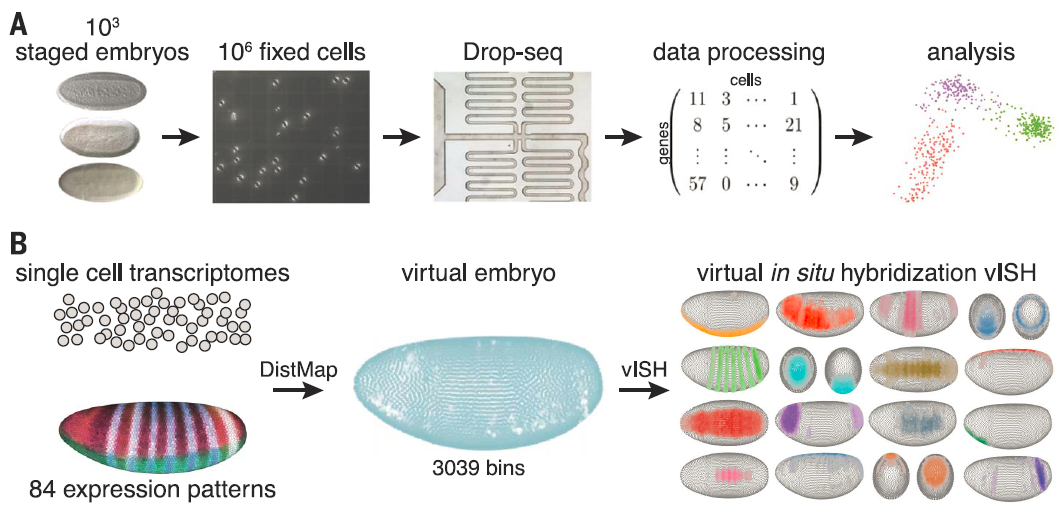 A
10³
staged embryos
10⁶ fixed cells
Drop-seq
data processing
analysis
cells
genes
11 3 ⋯ 1
8 5 ⋯ 21
⋮ ⋮ ⋱ ⋮
57 0 ⋯ 9
B
single cell transcriptomes
virtual embryo
virtual in situ hybridization vISH
DistMap
vISH
3039 bins
84 expression patterns